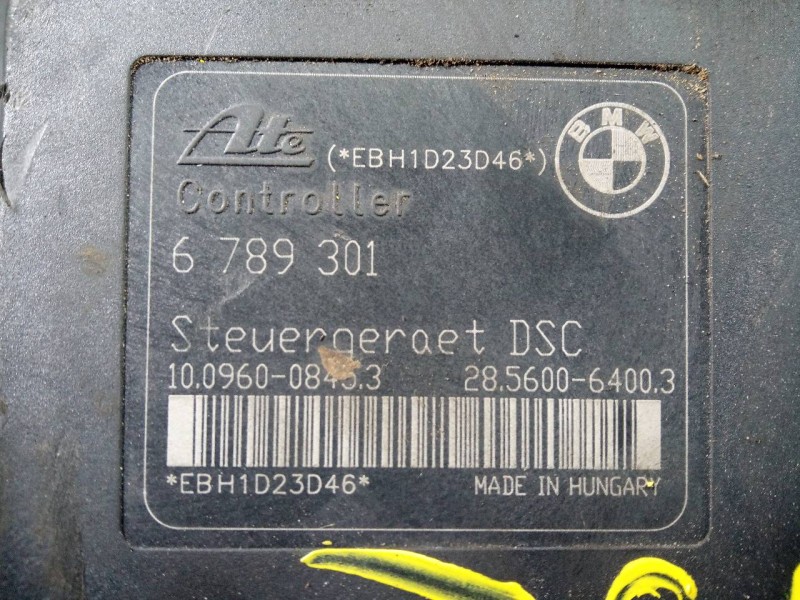 Ate (*EBH1D23D46*)
BMW
Controller
6 789 301
Steuergeraet DSC
28.5600-6400.3
*EBH1D23D46* MADE IN HUNGARY